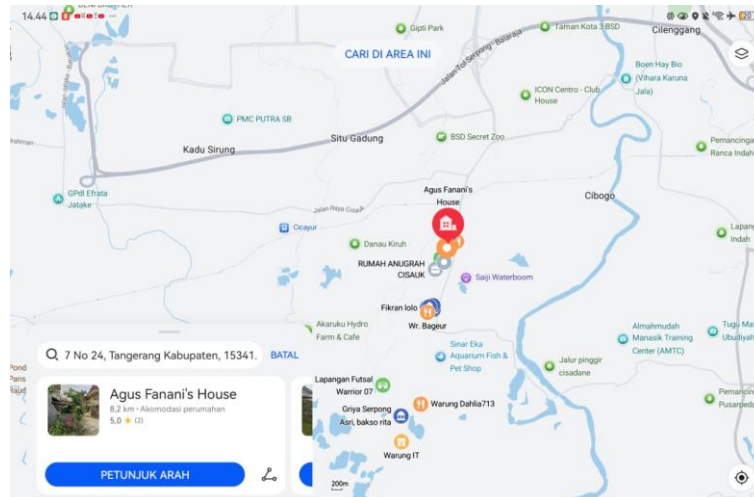 14.44
Gipti Park
Taman Kota 3 BSD
Cilenggang
CARI DI AREA INI
Jalan-Tol-Serpong-Balaraja
Boen Hay Bio
(Vihara Karuna
Jala)
ICON Centro - Club
House
PMC PUTRA SB
Situ Gadung
BSD Secret Zoo
Kadu Sirung
Pemancinga
Ranca Indah
GPdI Efrata
Jatake
Agus Fanani's
House
Jalan Raya Cisauk
Cibogo
Cicayur
Danau Kiruh
Lapang
Indah
RUMAH ANUGRAH
CISAUK
Saiji Waterboom
Fikran lolo
Wr. Bageur
Akaruku Hydro
Farm & Cafe
Almahmudah
Manasik Training
Center (AMTC)
Tugu Ma
Ubudiyah
Sinar Eka
Aquarium Fish &
Pet Shop
Jalur pinggir
cisadane
7 No 24, Tangerang Kabupaten, 15341.
BATAL
Pond
Pans
Lapangan Futsal
Warrior 07
Agus Fanani's House
8,2 km · Akomodasi perumahan
5,0 ★ (2)
Griya Serpong
Asri, bakso rita
Warung Dahlia713
Pemancin
Pusarped
Warung IT
PETUNJUK ARAH
200m